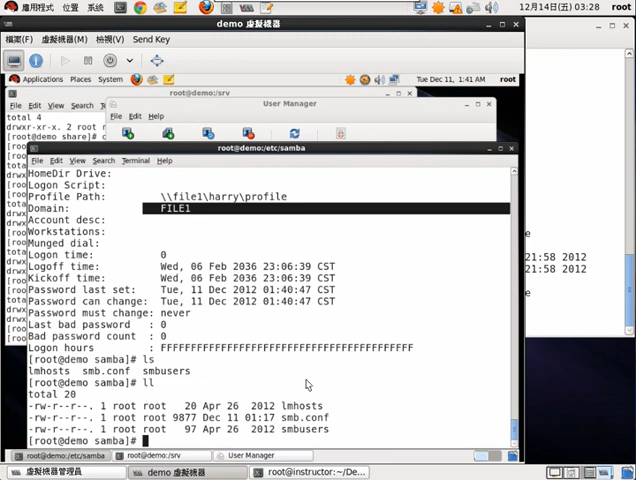 應用程式 位置 系統 12月14日(五) 03:28 root
demo 虛擬機器
檔案(F) 虛擬機器(M) 檢視(V) Send Key
Applications Places System Tue Dec 11, 1:41 AM root
root@demo:/srv
File Edit View Search
User Manager
File Edit Help
total 4
drwxr-xr-x. 2 root r
[root@demo share]# c
root@demo:/etc/samba
File Edit View Search Terminal Help
HomeDir Drive:
Logon Script:
Profile Path: \\file1\harry\profile
Domain: FILE1
Account desc:
Workstations:
Munged dial:
Logon time: 0
Logoff time: Wed, 06 Feb 2036 23:06:39 CST
Kickoff time: Wed, 06 Feb 2036 23:06:39 CST
Password last set: Tue, 11 Dec 2012 01:40:47 CST
Password can change: Tue, 11 Dec 2012 01:40:47 CST
Password must change: never
Last bad password : 0
Bad password count : 0
Logon hours : FFFFFFFFFFFFFFFFFFFFFFFFFFFFFFFFFFFFFFFFFF
[root@demo samba]# ls
lmhosts smb.conf smbusers
[root@demo samba]# ll
total 20
-rw-r--r--. 1 root root 20 Apr 26 2012 lmhosts
-rw-r--r--. 1 root root 9877 Dec 11 01:17 smb.conf
-rw-r--r--. 1 root root 97 Apr 26 2012 smbusers
[root@demo samba]#
e
21:58 2012
21:58 2012
e
root@demo:/etc/samba root@demo:/srv User Manager
虛擬機器管理員 demo 虛擬機器 root@instructor:~/De...